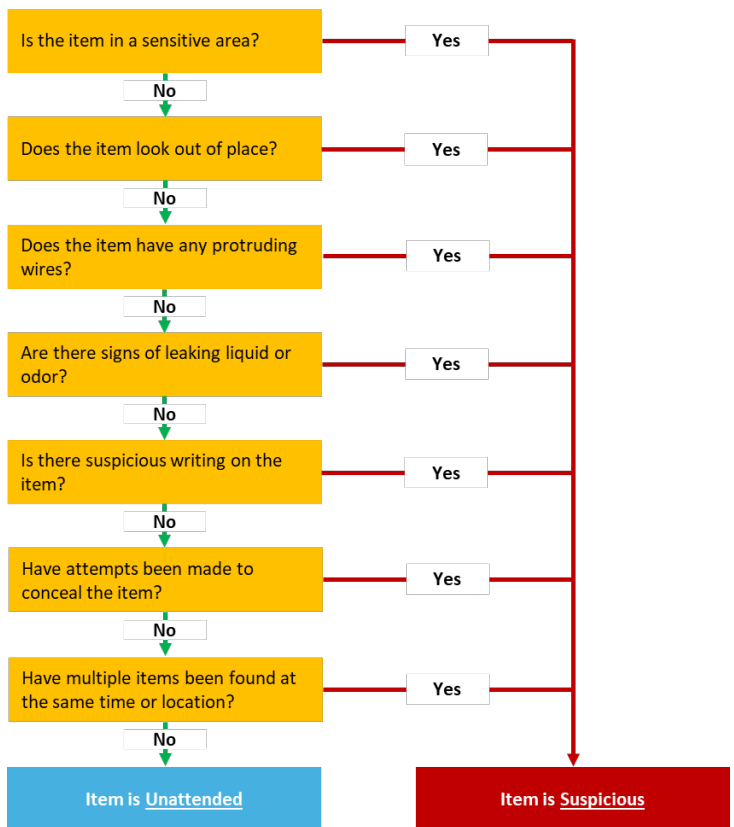 Is the item in a sensitive area?
Yes
No
Does the item look out of place?
Yes
No
Does the item have any protruding
wires?
Yes
No
Are there signs of leaking liquid or
odor?
Yes
No
Is there suspicious writing on the
item?
Yes
No
Have attempts been made to
conceal the item?
Yes
No
Have multiple items been found at
the same time or location?
Yes
No
Item is Unattended
Item is Suspicious